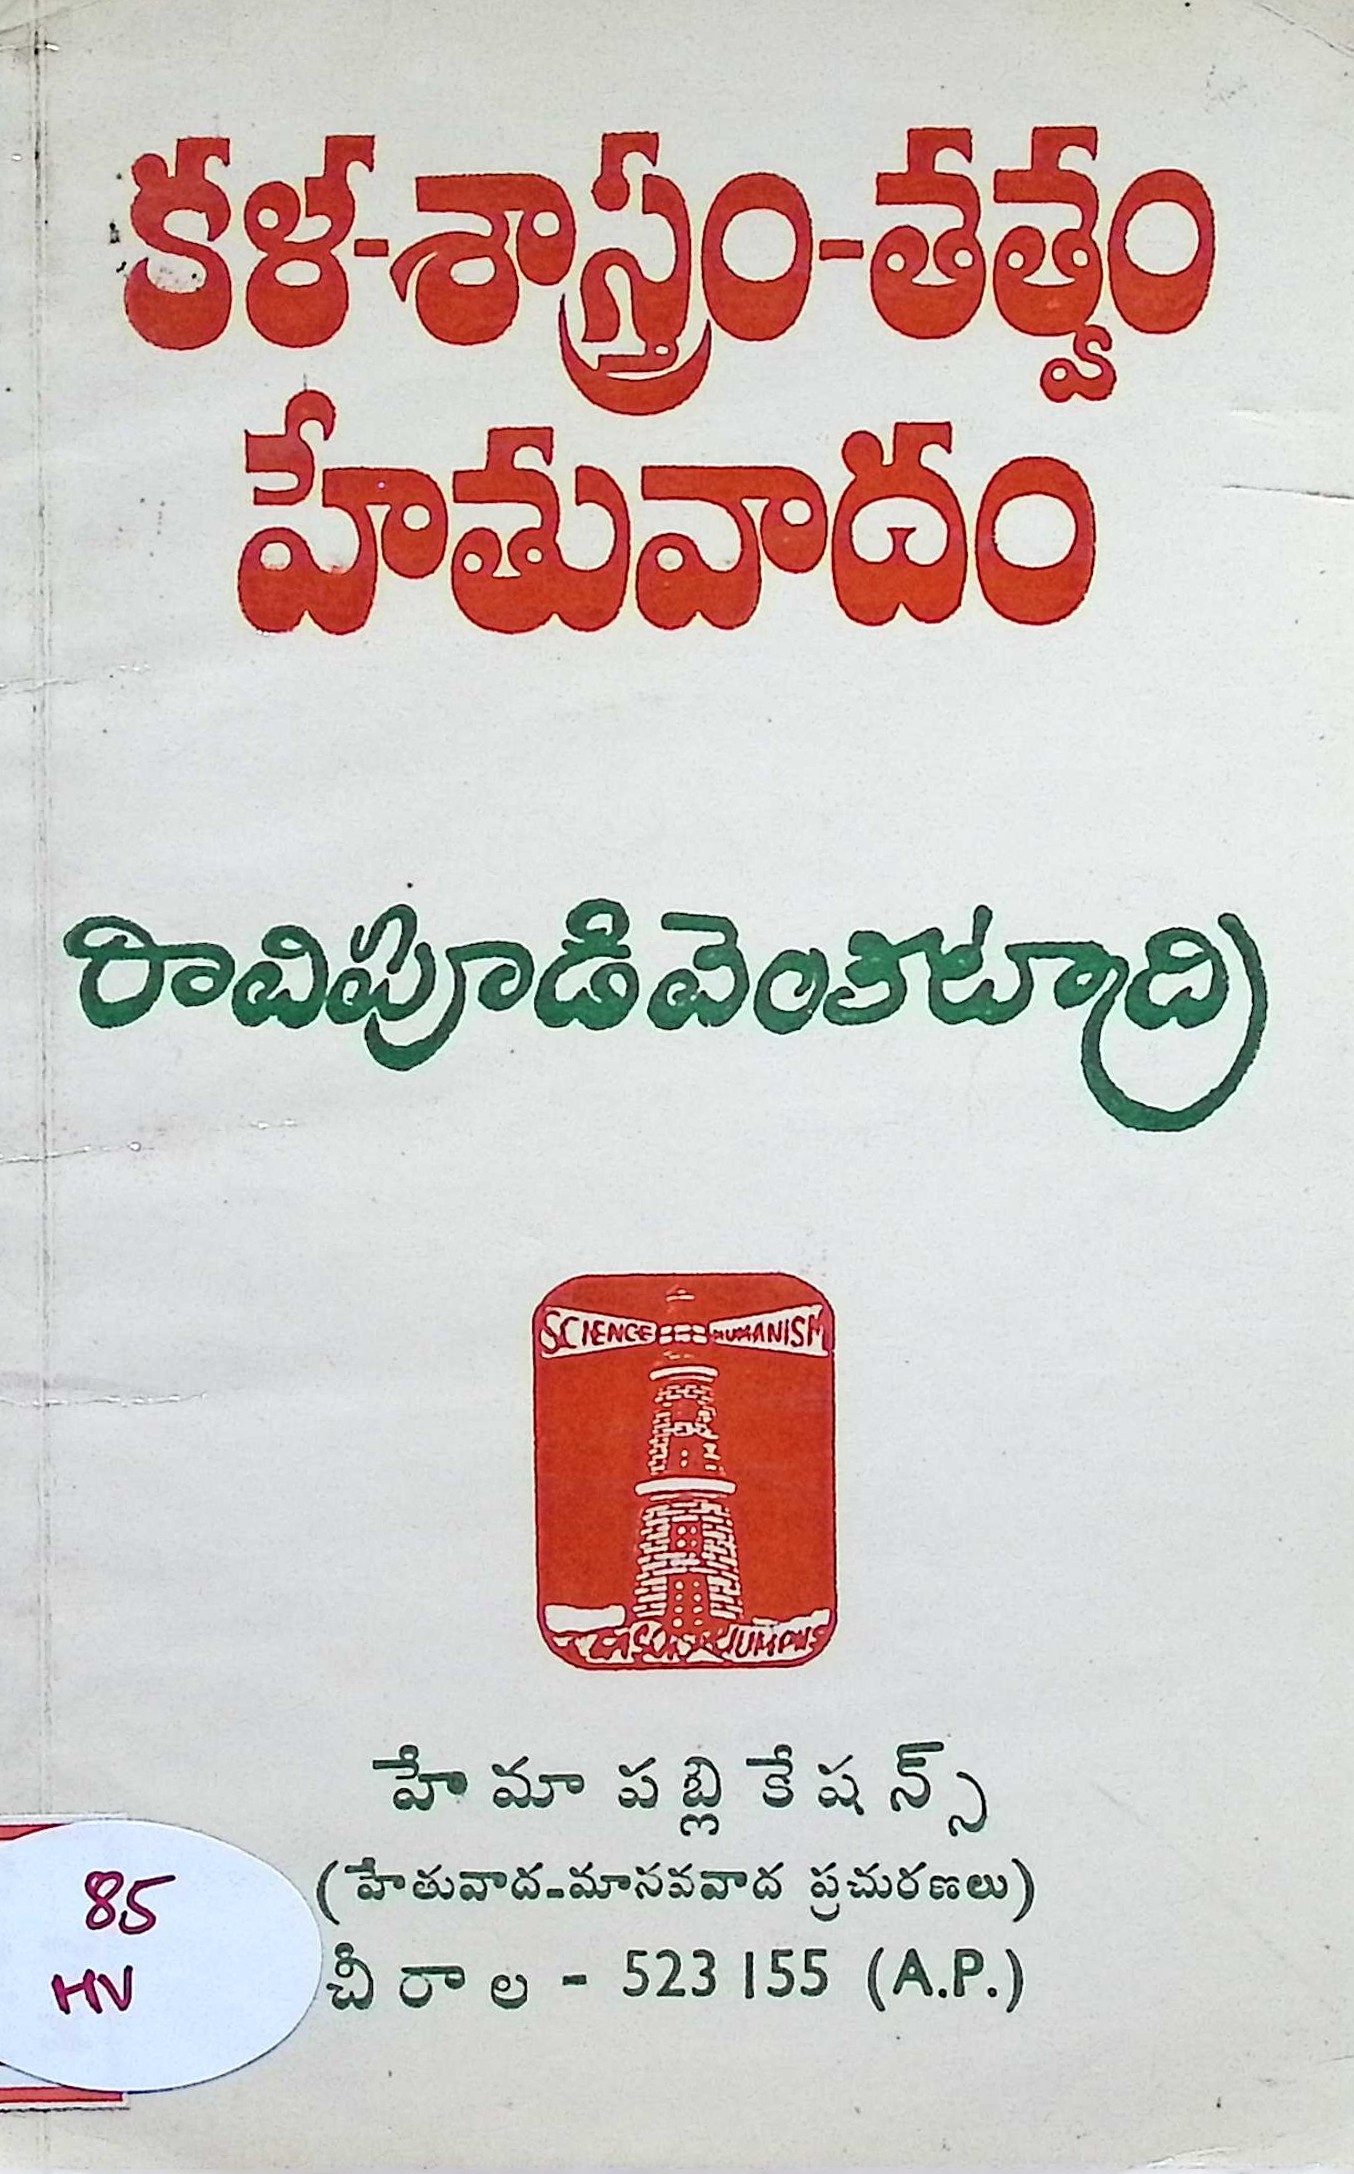 కళ-శాస్త్రం-తత్వం
హేతువాదం
రావిపూడి వెంకటాద్రి
SCIENCE HUMANISM
హేమా పబ్లికేషన్స్
(హేతువాద-మానవవాద ప్రచురణలు)
చీరాల - 523 155 (A.P.)
85
HV